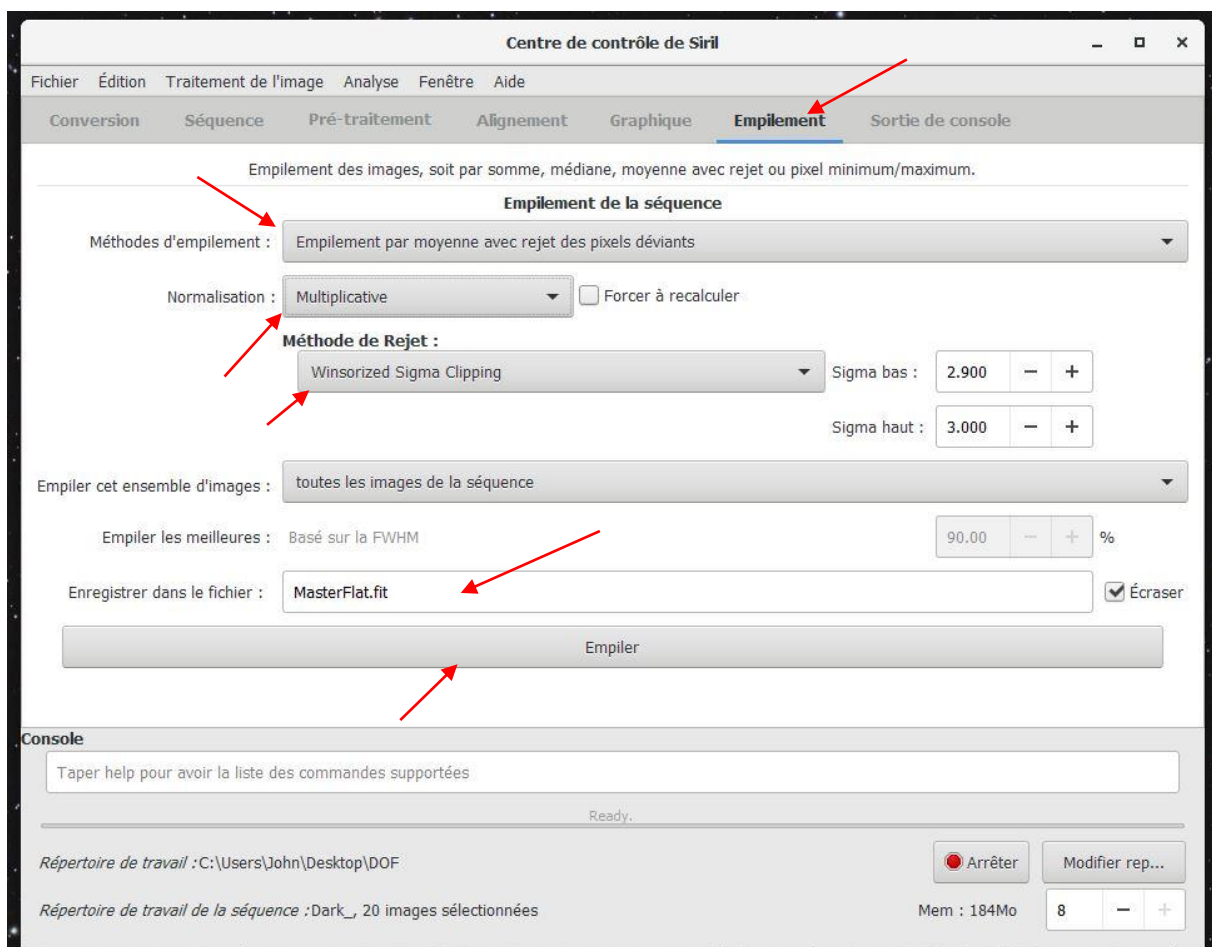 Centre de contrôle de Siril
Fichier Édition Traitement de l'image Analyse Fenêtre Aide
Conversion Séquence Pré-traitement Alignement Graphique Empilement Sortie de console
Empilement des images, soit par somme, médiane, moyenne avec rejet ou pixel minimum/maximum.
Empilement de la séquence
Méthodes d'empilement : Empilement par moyenne avec rejet des pixels déviants
Normalisation : Multiplicative Forcer à recalculer
Méthode de Rejet :
Winsorized Sigma Clipping Sigma bas : 2.900 − +
Sigma haut : 3.000 − +
Empiler cet ensemble d'images : toutes les images de la séquence
Empiler les meilleures : Basé sur la FWHM 90.00 − + %
Enregistrer dans le fichier : MasterFlat.fit Écraser
Empiler
Console
Taper help pour avoir la liste des commandes supportées
Ready.
Répertoire de travail :C:\Users\John\Desktop\DOF Arrêter Modifier rep...
Répertoire de travail de la séquence :Dark_, 20 images sélectionnées Mem : 184Mo 8 − +